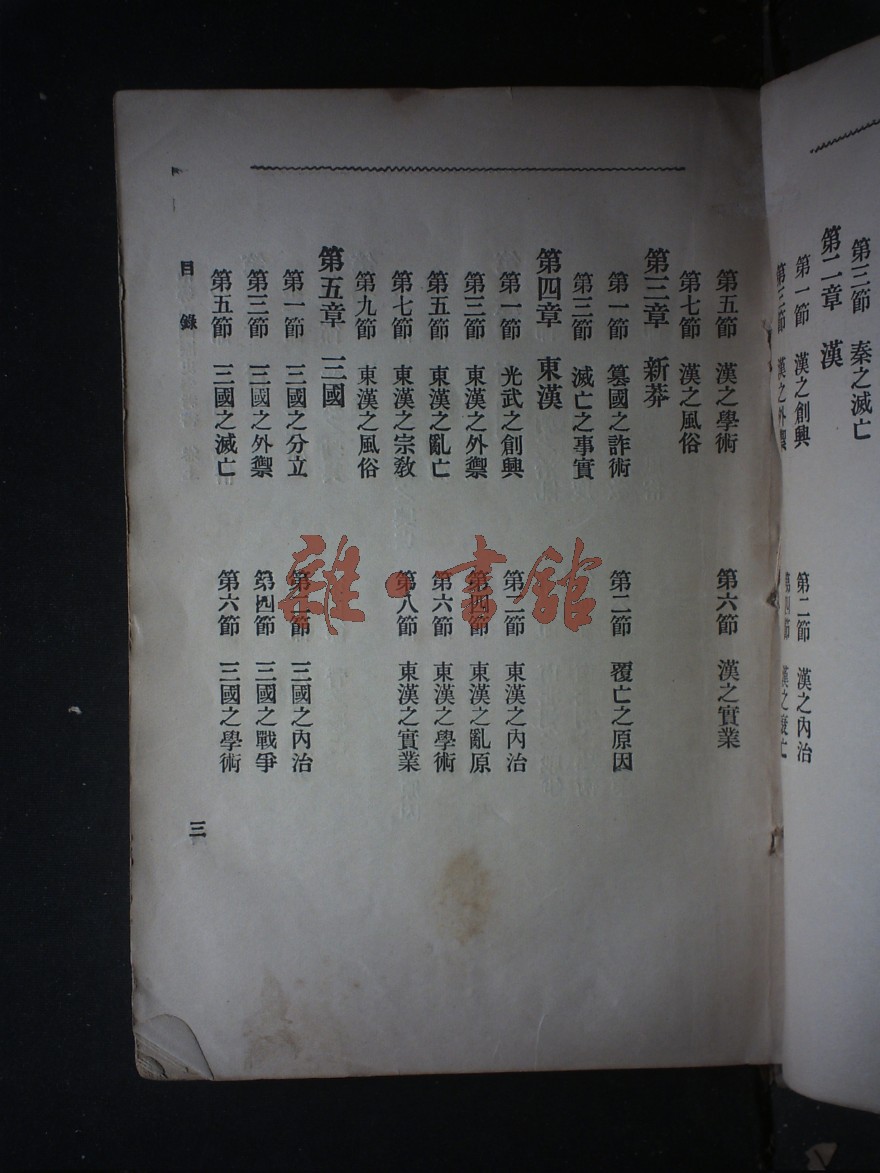 第三節　秦之滅亡
第二章　漢
第一節　漢之創興　第二節　漢之內治
第三節　漢之外禦　第四節　漢之衰亡
第五節　漢之學術　第六節　漢之實業
第七節　漢之風俗
第三章　新莽
第一節　篡國之詐術　第二節　覆亡之原因
第三節　滅亡之事實
第四章　東漢
第一節　光武之創興　第二節　東漢之內治
第三節　東漢之外禦　第四節　東漢之亂原
第五節　東漢之亂亡　第六節　東漢之學術
第七節　東漢之宗敎　第八節　東漢之實業
第九節　東漢之風俗
第五章　三國
第一節　三國之分立　第二節　三國之內治
第三節　三國之外禦　第四節　三國之戰爭
第五節　三國之滅亡　第六節　三國之學術
目錄　三
雜·書館